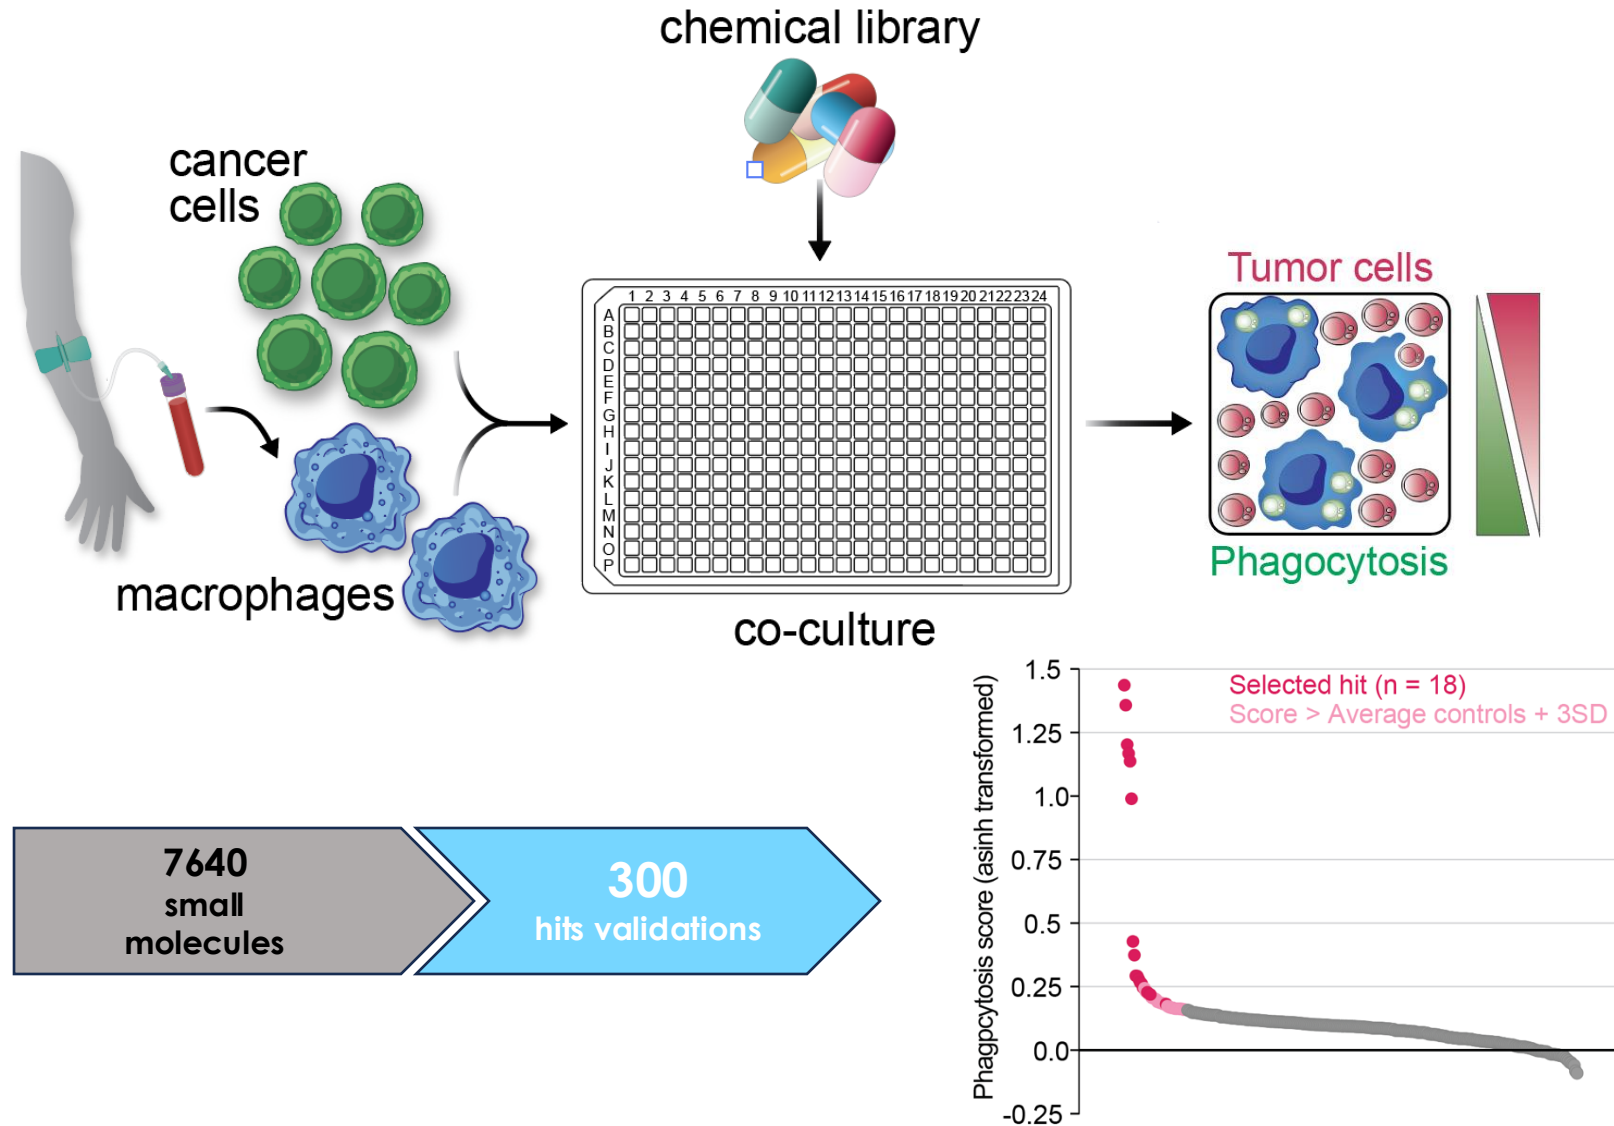 chemical library
cancer
cells
macrophages
1 2 3 4 5 6 7 8 9 10 11 12 13 14 15 16 17 18 19 20 21 22 23 24
A
B
C
D
E
F
G
H
I
J
K
L
M
N
O
P
co-culture
Tumor cells
Phagocytosis
7640
small
molecules
300
hits validations
Phagpcytosis score (asinh transformed)
1.5
1.25
1.0
0.75
0.5
0.25
0.0
-0.25
Selected hit (n = 18)
Score > Average controls + 3SD